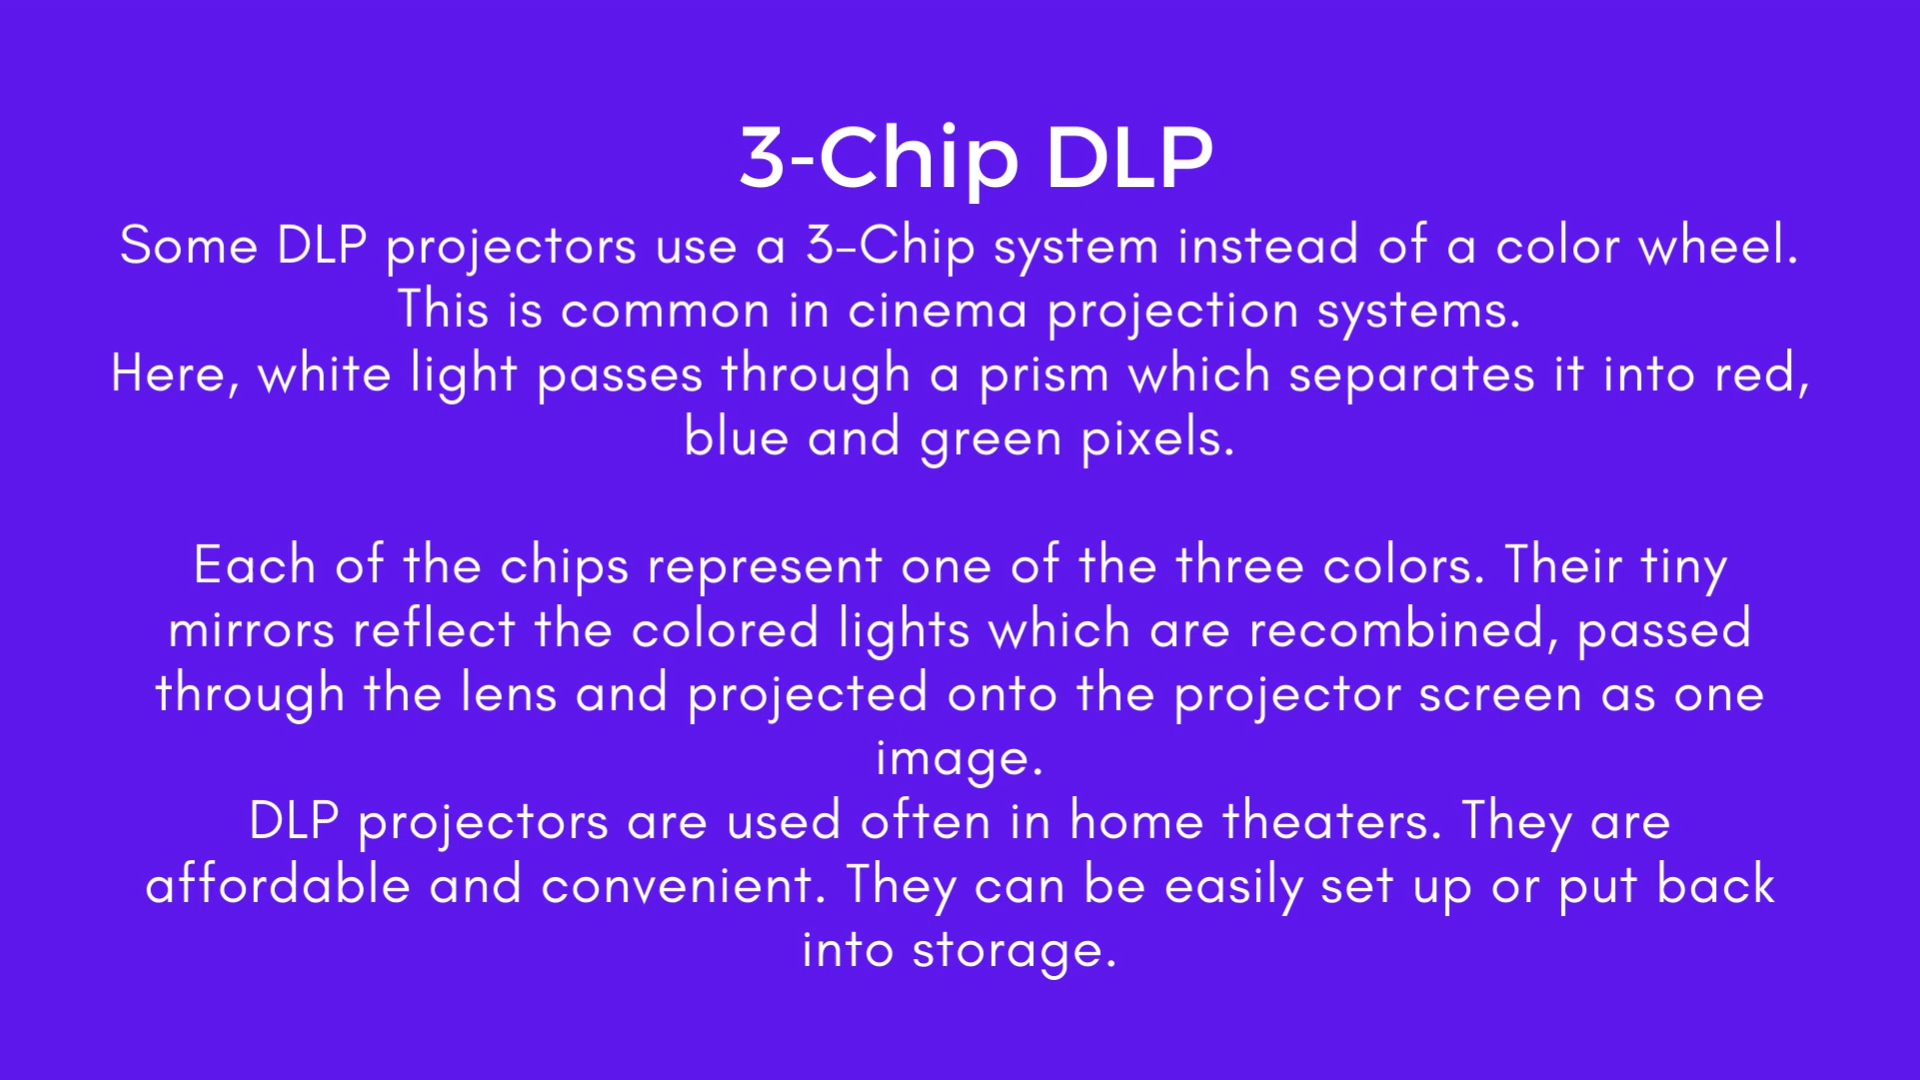 3-Chip DLP
Some DLP projectors use a 3-Chip system instead of a color wheel.
This is common in cinema projection systems.
Here, white light passes through a prism which separates it into red,
blue and green pixels.
Each of the chips represent one of the three colors. Their tiny
mirrors reflect the colored lights which are recombined, passed
through the lens and projected onto the projector screen as one
image.
DLP projectors are used often in home theaters. They are
affordable and convenient. They can be easily set up or put back
into storage.